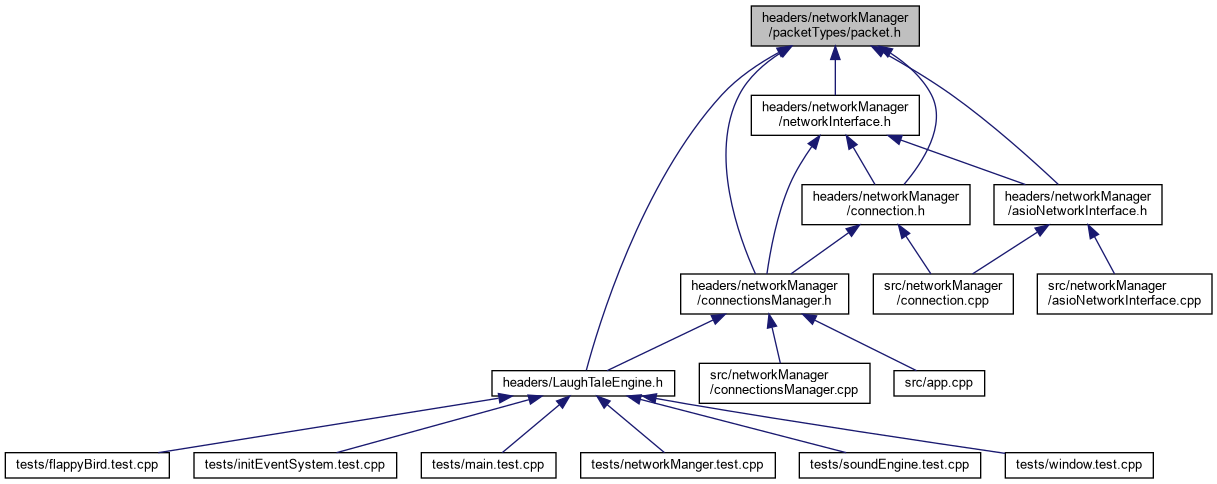 headers/networkManager
/packetTypes/packet.h
headers/networkManager
/networkInterface.h
headers/networkManager
/connection.h
headers/networkManager
/asioNetworkInterface.h
headers/networkManager
/connectionsManager.h
src/networkManager
/connection.cpp
src/networkManager
/asioNetworkInterface.cpp
headers/LaughTaleEngine.h
src/networkManager
/connectionsManager.cpp
src/app.cpp
tests/flappyBird.test.cpp
tests/initEventSystem.test.cpp
tests/main.test.cpp
tests/networkManger.test.cpp
tests/soundEngine.test.cpp
tests/window.test.cpp